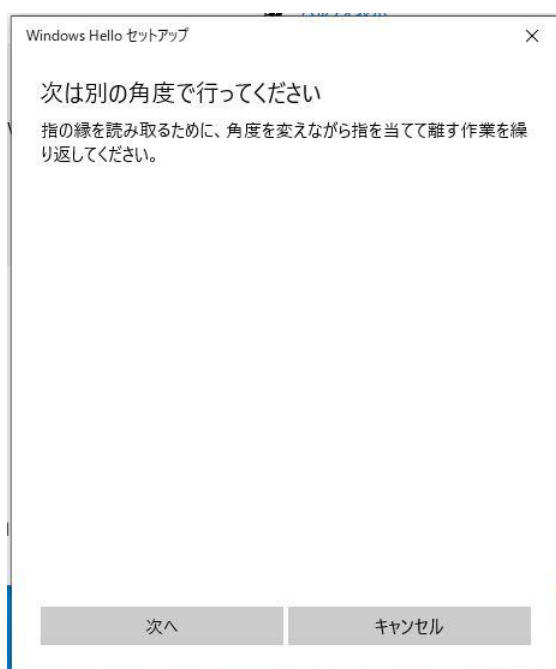 Windows Hello セットアップ
次は別の角度で行ってください
指の縁を読み取るために、角度を変えながら指を当てて離す作業を繰
り返してください。
次へ
キャンセル